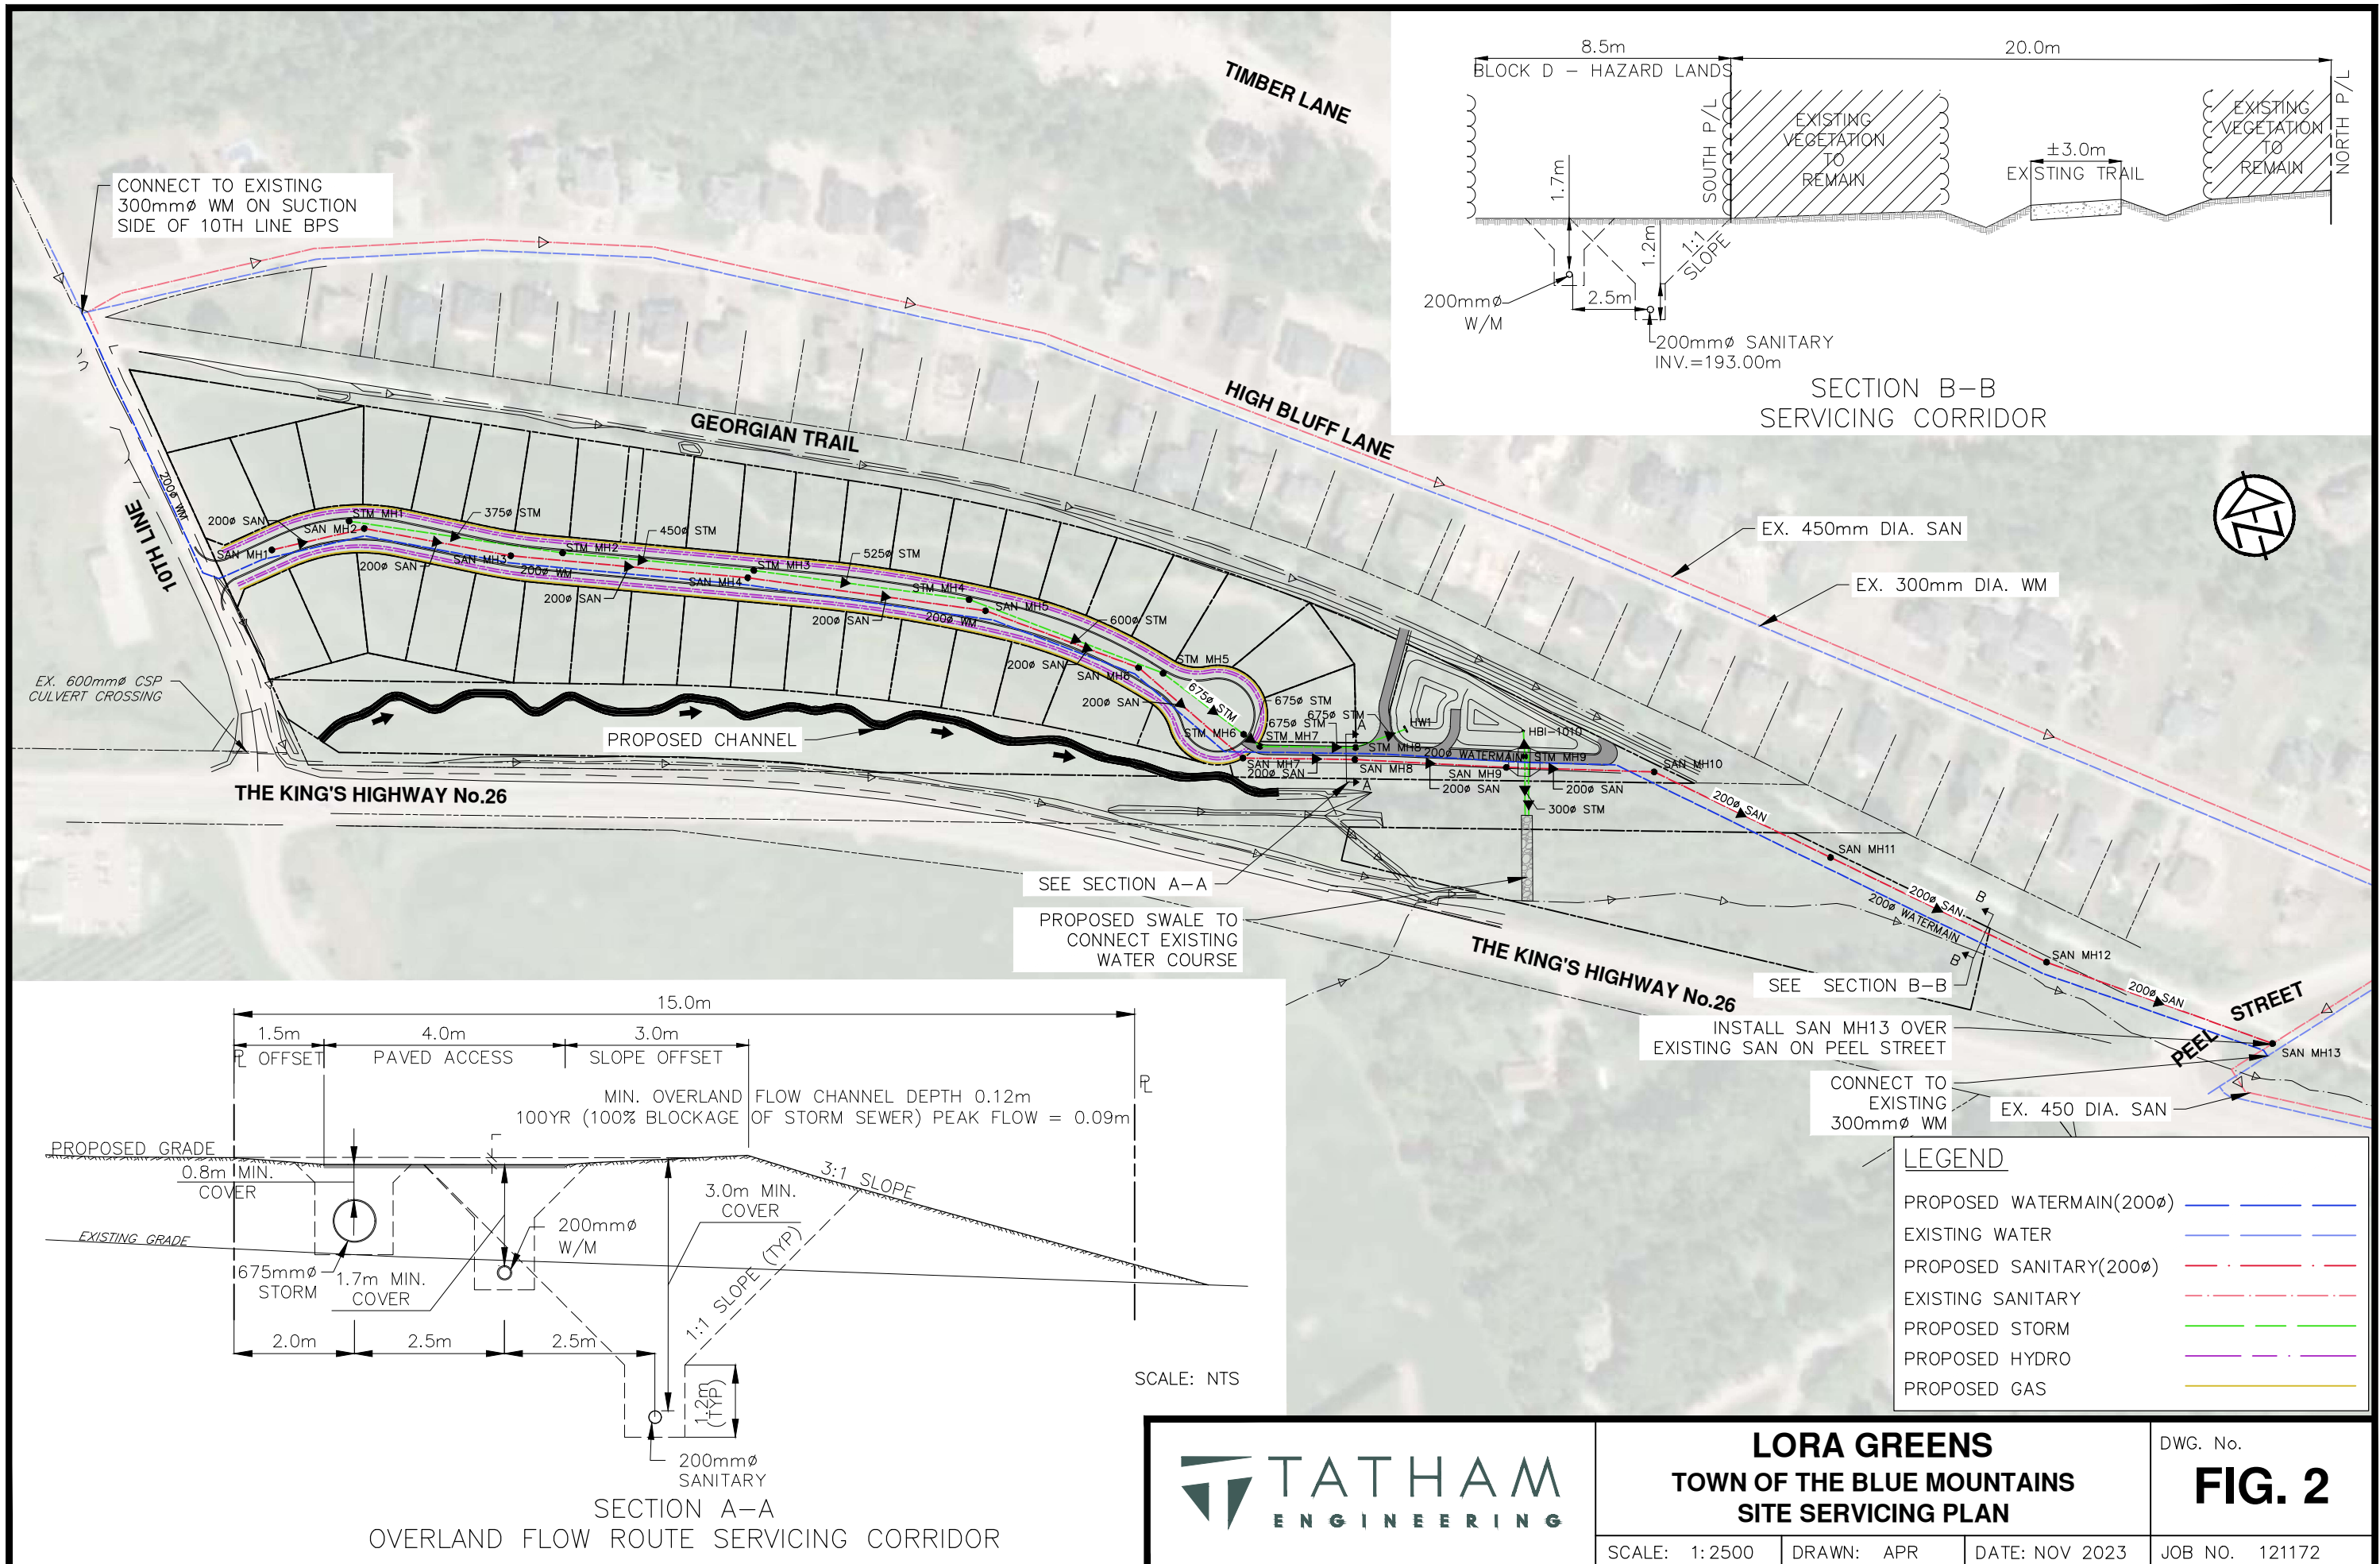 TIMBER LANE
8.5m
20.0m
BLOCK D - HAZARD LANDS
SOUTH P/L
NORTH P/L
EXISTING
VEGETATION
TO
REMAIN
EXISTING
VEGETATION
TO
REMAIN
±3.0m
EXISTING TRAIL
1.7m
1.2m
1:1
SLOPE
200mmø
W/M
2.5m
200mmø SANITARY
INV.=193.00m
SECTION B-B
SERVICING CORRIDOR
CONNECT TO EXISTING
300mmø WM ON SUCTION
SIDE OF 10TH LINE BPS
HIGH BLUFF LANE
GEORGIAN TRAIL
10TH LINE
200ø WM
EX. 450mm DIA. SAN
EX. 300mm DIA. WM
200ø SAN
SAN MH1
SAN MH2
STM MH1
375ø STM
200ø SAN
SAN MH3
200ø WM
STM MH2
450ø STM
200ø SAN
SAN MH4
STM MH3
525ø STM
200ø SAN
STM MH4
SAN MH5
200ø WM
600ø STM
200ø SAN
SAN MH6
STM MH5
200ø SAN
675ø STM
675ø STM
675ø STM
675ø STM
STM MH6
STM MH7
SAN MH7
200ø SAN
A
A
HW1
STM MH8
SAN MH8
200ø WATERMAIN
HBI-1010
STM MH9
SAN MH9
200ø SAN
200ø SAN
SAN MH10
300ø STM
200ø SAN
SAN MH11
200ø SAN
200ø WATERMAIN
B
B
SAN MH12
200ø SAN
SAN MH13
PEEL STREET
EX. 600mmø CSP
CULVERT CROSSING
PROPOSED CHANNEL
THE KING'S HIGHWAY No.26
SEE SECTION A-A
PROPOSED SWALE TO
CONNECT EXISTING
WATER COURSE
THE KING'S HIGHWAY No.26
SEE SECTION B-B
INSTALL SAN MH13 OVER
EXISTING SAN ON PEEL STREET
CONNECT TO
EXISTING
300mmø WM
EX. 450 DIA. SAN
15.0m
1.5m
4.0m
3.0m
PL OFFSET
PAVED ACCESS
SLOPE OFFSET
PL
MIN. OVERLAND FLOW CHANNEL DEPTH 0.12m
100YR (100% BLOCKAGE OF STORM SEWER) PEAK FLOW = 0.09m
PROPOSED GRADE
0.8m MIN.
COVER
EXISTING GRADE
3:1 SLOPE
3.0m MIN.
COVER
200mmø
W/M
675mmø
STORM
1.7m MIN.
COVER
1:1 SLOPE (TYP)
2.0m
2.5m
2.5m
1.2m
(TYP)
SCALE: NTS
200mmø
SANITARY
SECTION A-A
OVERLAND FLOW ROUTE SERVICING CORRIDOR
LEGEND
PROPOSED WATERMAIN(200ø)
EXISTING WATER
PROPOSED SANITARY(200ø)
EXISTING SANITARY
PROPOSED STORM
PROPOSED HYDRO
PROPOSED GAS
TATHAM
ENGINEERING
LORA GREENS
TOWN OF THE BLUE MOUNTAINS
SITE SERVICING PLAN
DWG. No.
FIG. 2
SCALE: 1:2500
DRAWN: APR
DATE: NOV 2023
JOB NO. 121172